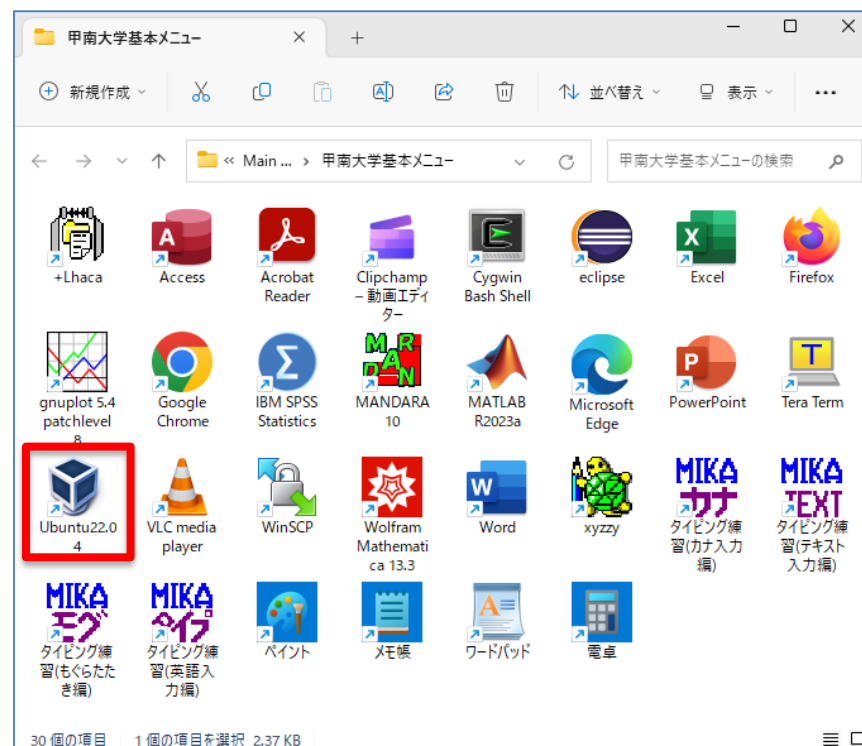 甲南大学基本メニュー
新規作成
並べ替え
表示
« Main ... › 甲南大学基本メニュー
甲南大学基本メニューの検索
+Lhaca
Access
Acrobat
Reader
Clipchamp
– 動画エディ
ター
Cygwin
Bash Shell
eclipse
Excel
Firefox
gnuplot 5.4
patchlevel
8
Google
Chrome
IBM SPSS
Statistics
MANDARA
10
MATLAB
R2023a
Microsoft
Edge
PowerPoint
Tera Term
Ubuntu22.0
4
VLC media
player
WinSCP
Wolfram
Mathemati
ca 13.3
Word
xyzzy
MIKA
カナ
タイピング練
習(カナ入力
編)
MIKA
TEXT
タイピング練
習(テキスト
入力編)
MIKA
モグ
タイピング練
習(もぐらたた
き編)
MIKA
ペイプ
タイピング練
習(英語入
力編)
ペイント
メモ帳
ワードパッド
電卓
30 個の項目 1 個の項目を選択 2.37 KB